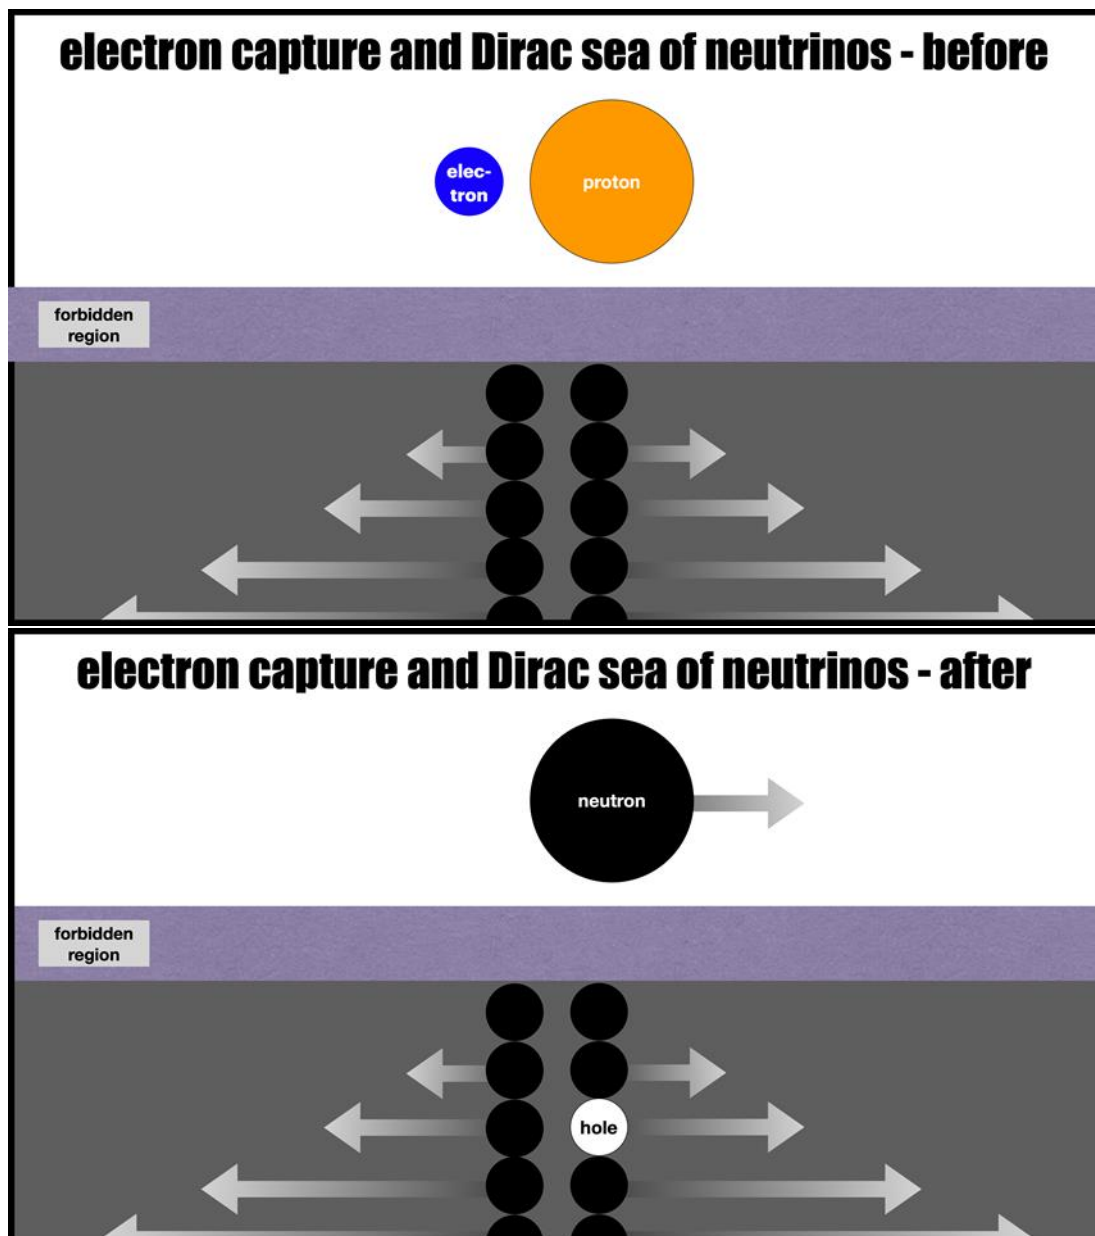 electron capture and Dirac sea of neutrinos - before
elec-
tron
proton
forbidden
region
electron capture and Dirac sea of neutrinos - after
neutron
forbidden
region
hole